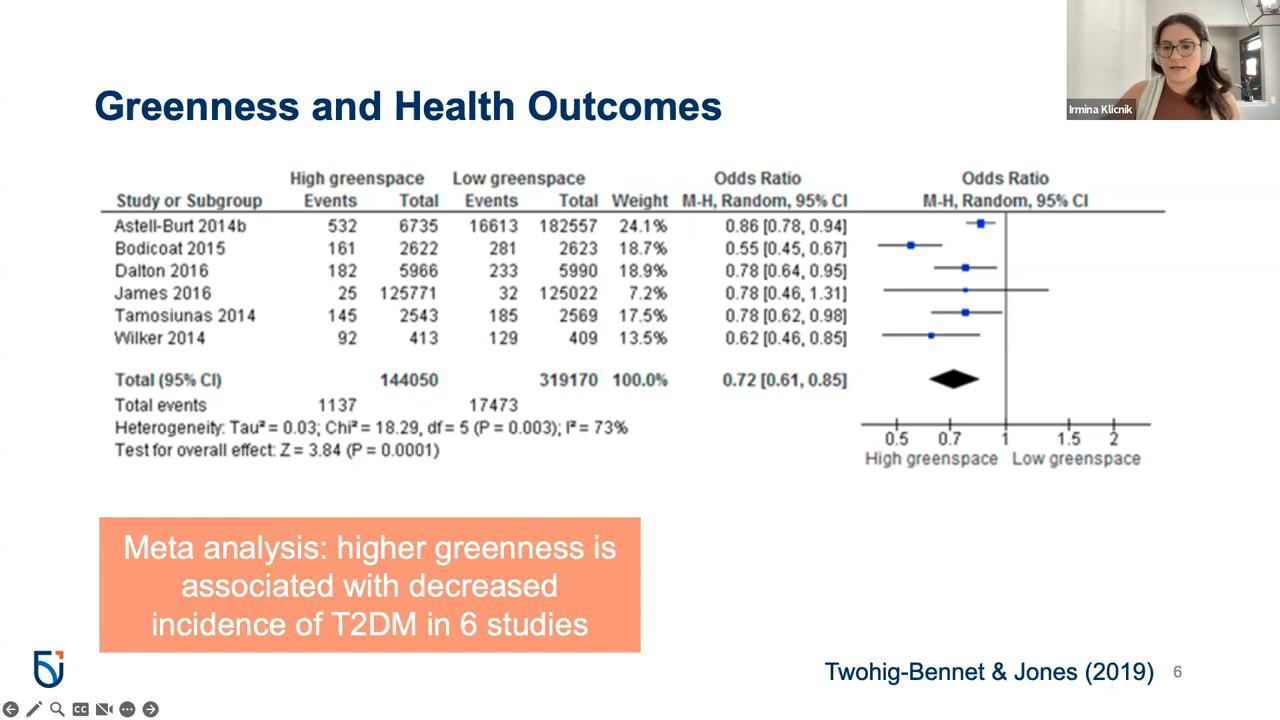 Irmina Klicnik
Greenness and Health Outcomes
High greenspace Low greenspace Odds Ratio Odds Ratio
Study or Subgroup Events Total Events Total Weight M-H, Random, 95% CI M-H, Random, 95% CI
Astell-Burt 2014b 532 6735 16613 182557 24.1% 0.86 [0.78, 0.94]
Bodicoat 2015 161 2622 281 2623 18.7% 0.55 [0.45, 0.67]
Dalton 2016 182 5966 233 5990 18.9% 0.78 [0.64, 0.95]
James 2016 25 125771 32 125022 7.2% 0.78 [0.46, 1.31]
Tamosiunas 2014 145 2543 185 2569 17.5% 0.78 [0.62, 0.98]
Wilker 2014 92 413 129 409 13.5% 0.62 [0.46, 0.85]
Total (95% CI) 144050 319170 100.0% 0.72 [0.61, 0.85]
Total events 1137 17473
Heterogeneity: Tau² = 0.03; Chi² = 18.29, df = 5 (P = 0.003); I² = 73%
Test for overall effect: Z = 3.84 (P = 0.0001)
0.5 0.7 1 1.5 2
High greenspace Low greenspace
Meta analysis: higher greenness is
associated with decreased
incidence of T2DM in 6 studies
Twohig-Bennet & Jones (2019) 6
CC